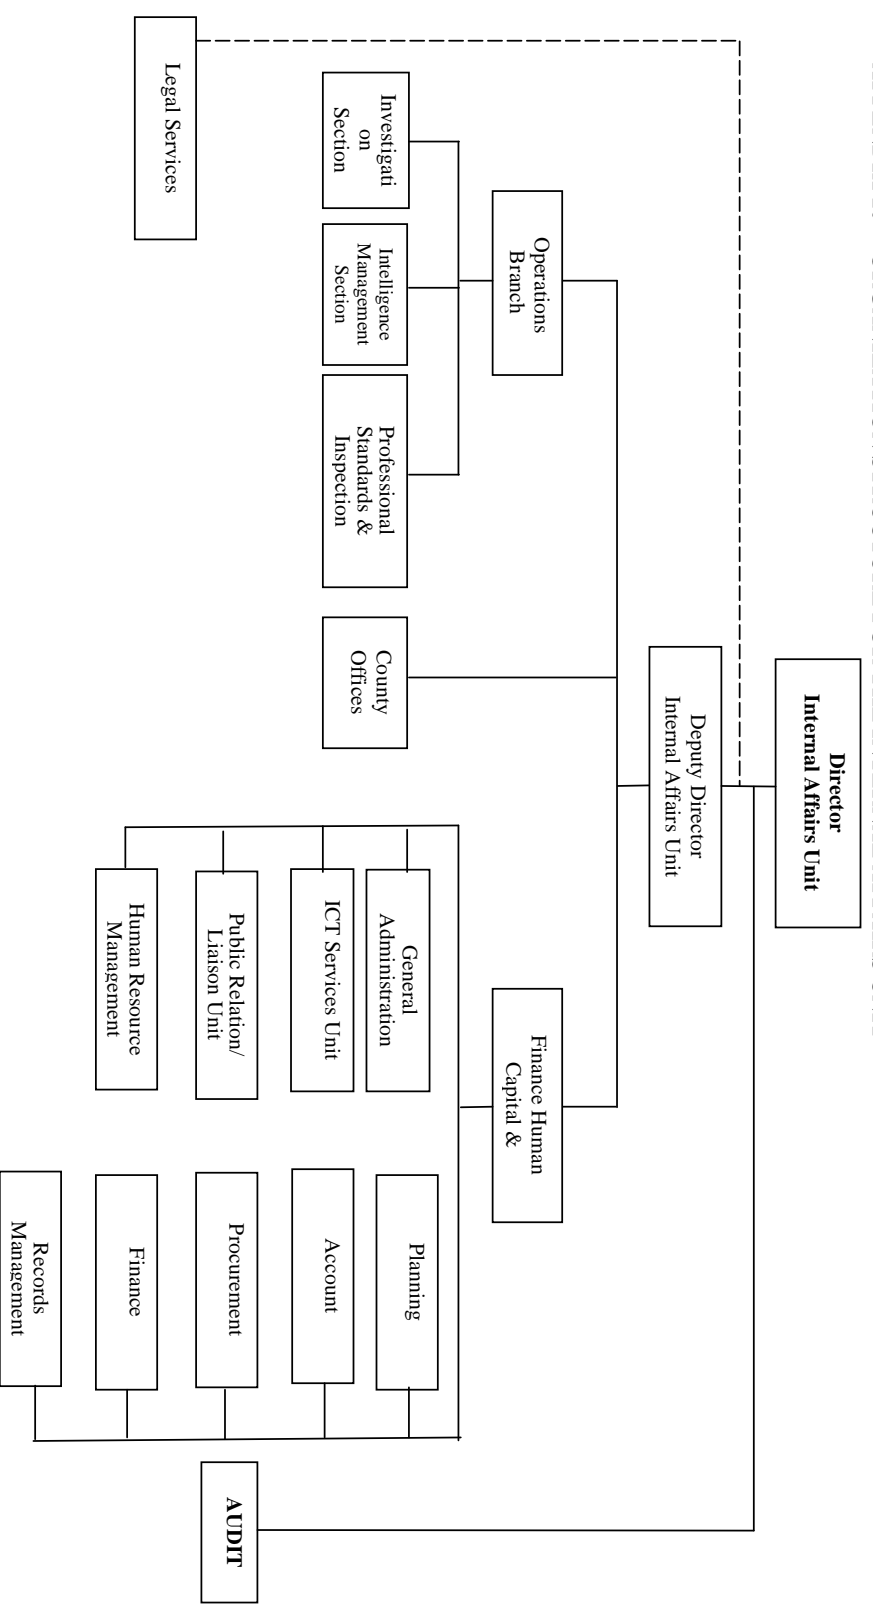 Director
Internal Affairs Unit
Deputy Director
Internal Affairs Unit
Operations
Branch
Finance Human
Capital &
Investigati
on
Section
Intelligence
Management
Section
Professional
Standards &
Inspection
County
Offices
General
Administration
Planning
ICT Services Unit
Account
Public Relation/
Liaison Unit
Procurement
AUDIT
Legal Services
Human Resource
Management
Finance
Records
Management